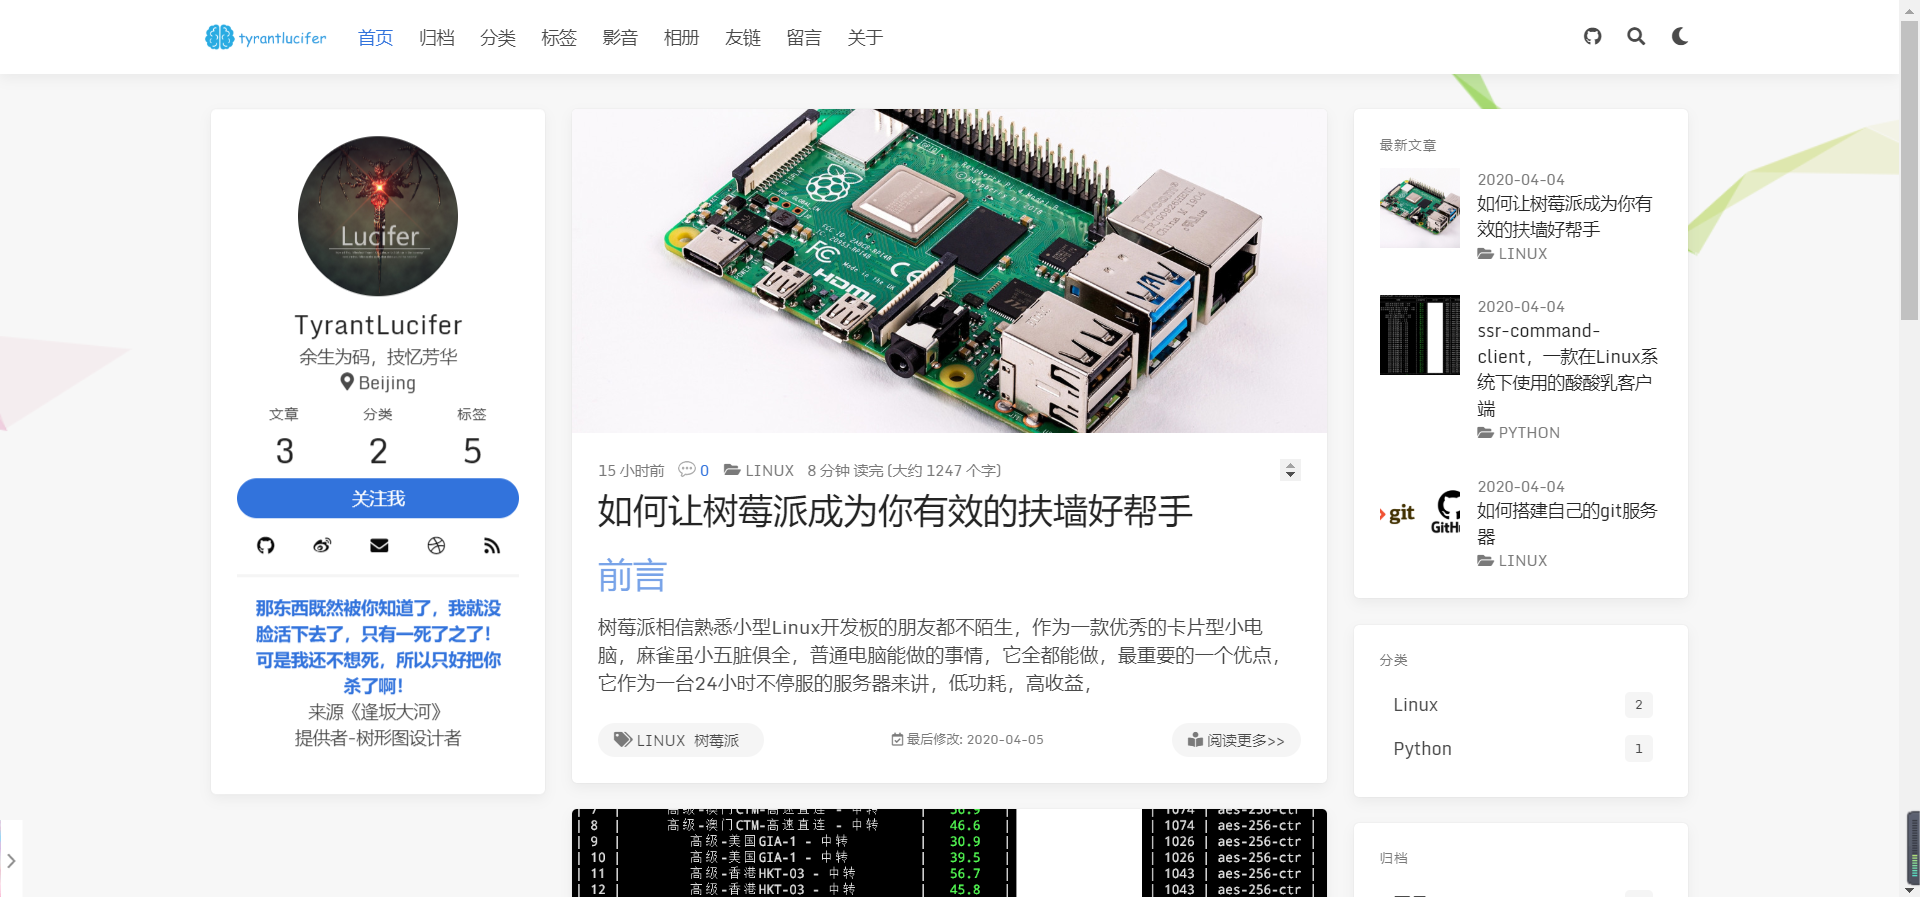 tyrantlucifer 首页 归档 分类 标签 影音 相册 友链 留言 关于
Lucifer
TyrantLucifer
余生为码，技忆芳华
Beijing
文章 分类 标签
3 2 5
关注我
那东西既然被你知道了，我就没
脸活下去了，只有一死了之了！
可是我还不想死，所以只好把你
杀了啊！
来源《逢坂大河》
提供者-树形图设计者
15 小时前 0 LINUX 8 分钟 读完 (大约 1247 个字)
如何让树莓派成为你有效的扶墙好帮手
前言
树莓派相信熟悉小型Linux开发板的朋友都不陌生，作为一款优秀的卡片型小电
脑，麻雀虽小五脏俱全，普通电脑能做的事情，它全都能做，最重要的一个优点，
它作为一台24小时不停服的服务器来讲，低功耗，高收益，
LINUX 树莓派 最后修改: 2020-04-05 阅读更多>>
| 8 | 高级-澳门CTM-高速直连 - 中转 | 46.6 | | 1074 | aes-256-ctr |
| 9 | 高级-美国GIA-1 - 中转 | 30.9 | | 1026 | aes-256-ctr |
| 10 | 高级-美国GIA-1 - 中转 | 39.5 | | 1026 | aes-256-ctr |
| 11 | 高级-香港HKT-03 - 中转 | 56.7 | | 1043 | aes-256-ctr |
| 12 | 高级-香港HKT-03 - 中转 | 45.8 | | 1043 | aes-256-ctr |
最新文章
2020-04-04
如何让树莓派成为你有
效的扶墙好帮手
LINUX
2020-04-04
ssr-command-
client，一款在Linux系
统下使用的酸酸乳客户
端
PYTHON
git
GitH
2020-04-04
如何搭建自己的git服务
器
LINUX
分类
Linux 2
Python 1
归档